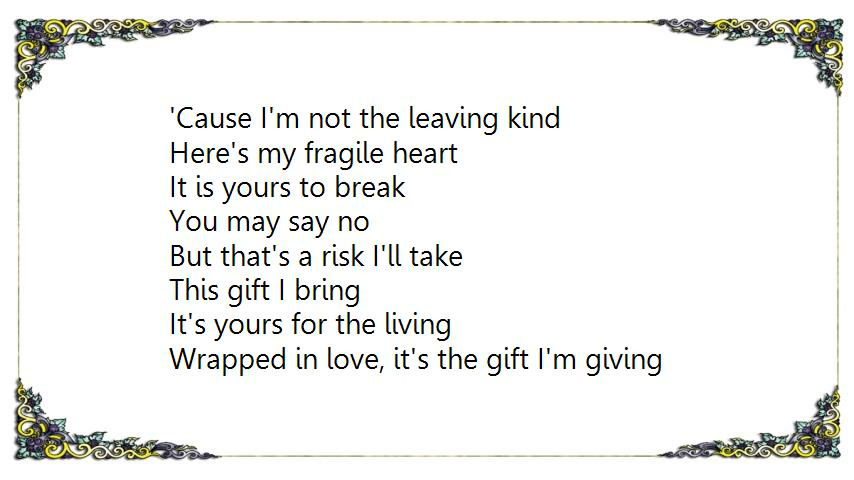 'Cause I'm not the leaving kind
Here's my fragile heart
It is yours to break
You may say no
But that's a risk I'll take
This gift I bring
It's yours for the living
Wrapped in love, it's the gift I'm giving